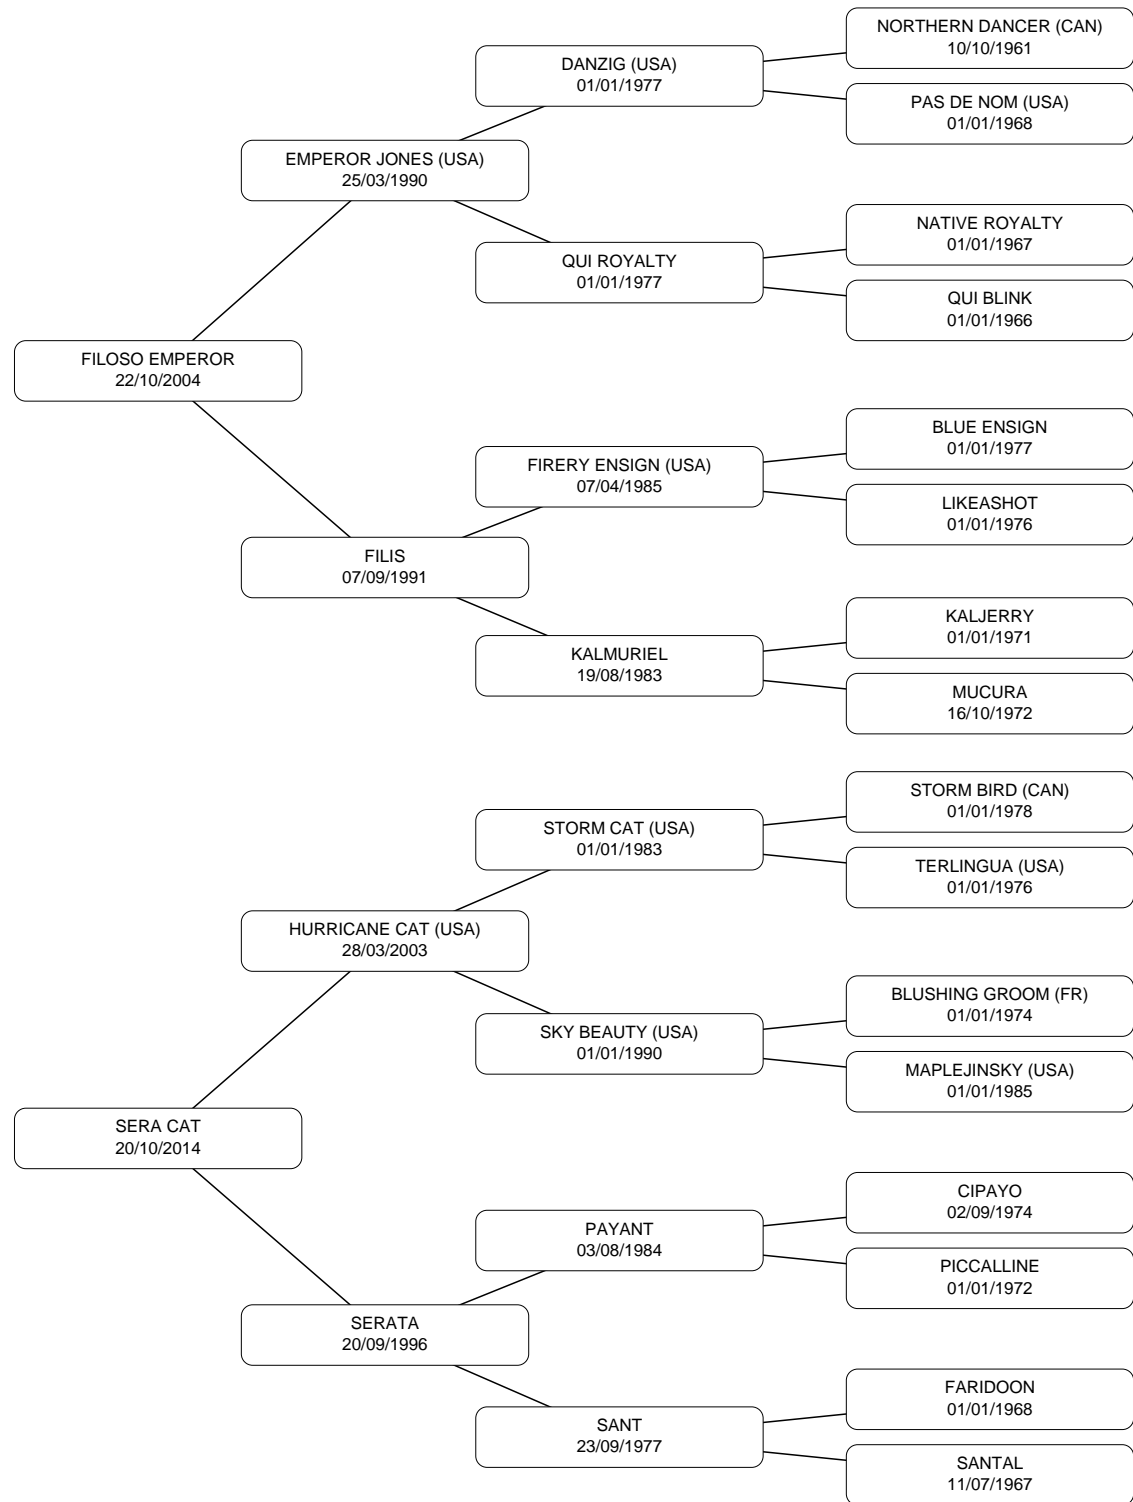 NORTHERN DANCER (CAN)
10/10/1961
DANZIG (USA)
01/01/1977
PAS DE NOM (USA)
01/01/1968
EMPEROR JONES (USA)
25/03/1990
NATIVE ROYALTY
01/01/1967
QUI ROYALTY
01/01/1977
QUI BLINK
01/01/1966
FILOSO EMPEROR
22/10/2004
BLUE ENSIGN
01/01/1977
FIRERY ENSIGN (USA)
07/04/1985
LIKEASHOT
01/01/1976
FILIS
07/09/1991
KALJERRY
01/01/1971
KALMURIEL
19/08/1983
MUCURA
16/10/1972
STORM BIRD (CAN)
01/01/1978
STORM CAT (USA)
01/01/1983
TERLINGUA (USA)
01/01/1976
HURRICANE CAT (USA)
28/03/2003
BLUSHING GROOM (FR)
01/01/1974
SKY BEAUTY (USA)
01/01/1990
MAPLEJINSKY (USA)
01/01/1985
SERA CAT
20/10/2014
CIPAYO
02/09/1974
PAYANT
03/08/1984
PICCALLINE
01/01/1972
SERATA
20/09/1996
FARIDOON
01/01/1968
SANT
23/09/1977
SANTAL
11/07/1967